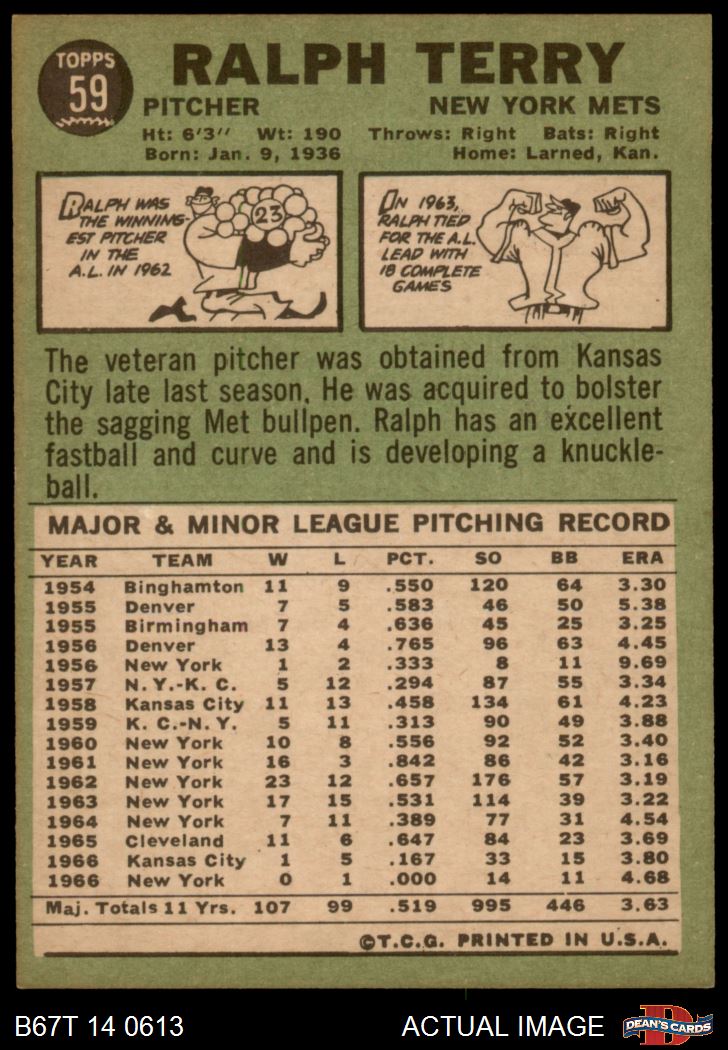 TOPPS
59
RALPH TERRY
PITCHER NEW YORK METS
Ht: 6'3" Wt: 190 Throws: Right Bats: Right
Born: Jan. 9, 1936 Home: Larned, Kan.
RALPH WAS
THE WINNING-
EST PITCHER
IN THE
A.L. IN 1962
23
IN 1963,
RALPH TIED
FOR THE A.L.
LEAD WITH
18 COMPLETE
GAMES
The veteran pitcher was obtained from Kansas
City late last season. He was acquired to bolster
the sagging Met bullpen. Ralph has an excellent
fastball and curve and is developing a knuckle-
ball.
MAJOR & MINOR LEAGUE PITCHING RECORD
YEAR TEAM W L PCT. SO BB ERA
1954 Binghamton 11 9 .550 120 64 3.30
1955 Denver 7 5 .583 46 50 5.38
1955 Birmingham 7 4 .636 45 25 3.25
1956 Denver 13 4 .765 96 63 4.45
1956 New York 1 2 .333 8 11 9.69
1957 N. Y.-K. C. 5 12 .294 87 55 3.34
1958 Kansas City 11 13 .458 134 61 4.23
1959 K. C.-N. Y. 5 11 .313 90 49 3.88
1960 New York 10 8 .556 92 52 3.40
1961 New York 16 3 .842 86 42 3.16
1962 New York 23 12 .657 176 57 3.19
1963 New York 17 15 .531 114 39 3.22
1964 New York 7 11 .389 77 31 4.54
1965 Cleveland 11 6 .647 84 23 3.69
1966 Kansas City 1 5 .167 33 15 3.80
1966 New York 0 1 .000 14 11 4.68
Maj. Totals 11 Yrs. 107 99 .519 995 446 3.63
©T.C.G. PRINTED IN U.S.A.
B67T 14 0613 ACTUAL IMAGE
D
DEAN'S CARDS